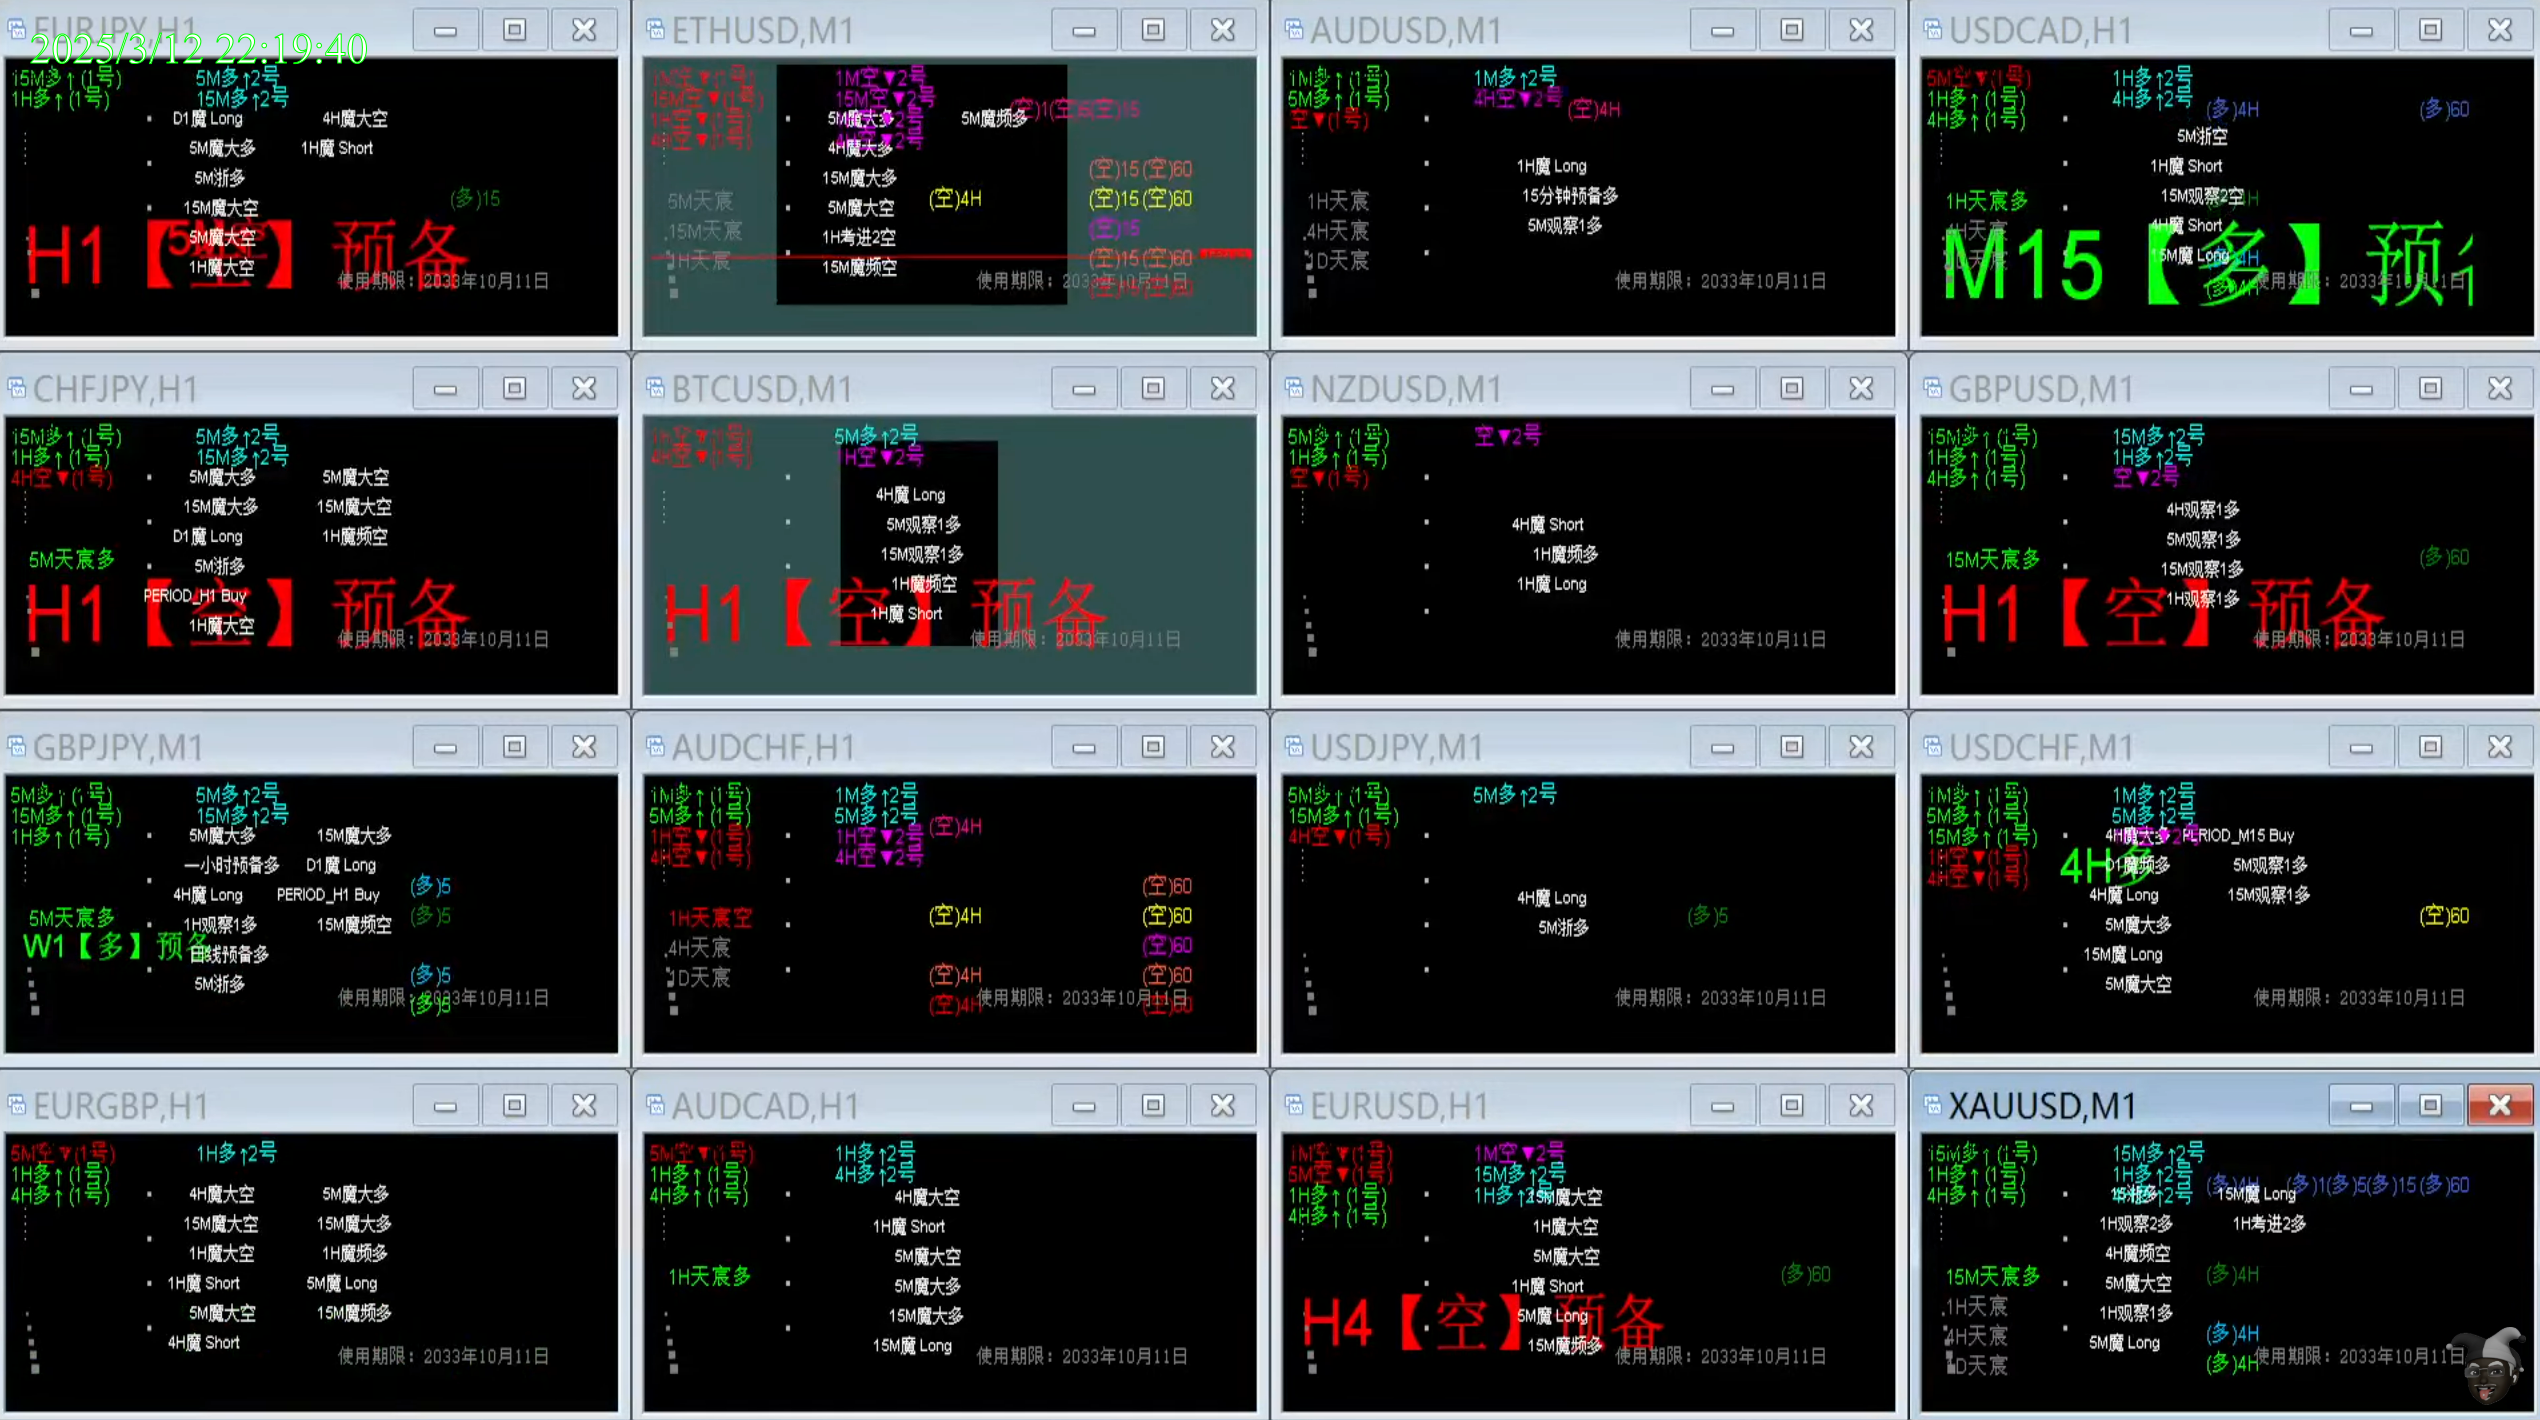 EURJPY,H1
2025/3/12 22:19:40
15M多↑(1号) 5M多↑2号
1H多↑(1号) 15M多↑2号
D1魔 Long 4H魔大空
5M魔大多 1H魔 Short
5M浙多
15M魔大空 (多)15
5M魔大空
1H魔大空
H1【空】预备
使用期限：2033年10月11日
ETHUSD,M1
1M空▼(1号) 1M空▼2号
15M空▼(1号) 15M空▼2号
5M魔大多 5M魔频多
4H魔大多
15M魔大多 (空)15 (空)60
5M天宸 5M魔大空 (空)4H (空)15 (空)60
15M天宸 1H考进2空 (空)15
1H天宸 15M魔频空 (空)15 (空)60
使用期限：2033年10月11日
AUDUSD,M1
1M多↑(1号) 1M多↑2号
5M多↑(1号) 4H空▼2号 (空)4H
空▼(1号)
1H魔 Long
1H天宸 15分钟预备多
4H天宸 5M观察1多
1D天宸
使用期限：2033年10月11日
USDCAD,H1
5M空▼(1号) 1H多↑2号
1H多↑(1号) 4H多↑2号 (多)4H (多)60
4H多↑(1号)
5M浙空
1H魔 Short
1H天宸多 15M观察2空
4H天宸 4H魔 Short
1D天宸 15M魔 Long
M15【多】预
使用期限：2033年10月11日
CHFJPY,H1
15M多↑(1号) 5M多↑2号
1H多↑(1号) 15M多↑2号
4H空▼(1号) 5M魔大多 5M魔大空
15M魔大多 15M魔大空
D1魔 Long 1H魔频空
5M天宸多 5M浙多
PERIOD_H1 Buy
1H魔大空
H1【空】预备
使用期限：2033年10月11日
BTCUSD,M1
1H空▼(1号) 5M多↑2号
4H空▼(1号) 1H空▼2号
4H魔 Long
5M观察1多
15M观察1多
1H魔频空
1H魔 Short
H1【空】预备
使用期限：2033年10月11日
NZDUSD,M1
5M多↑(1号) 空▼2号
1H多↑(1号)
空▼(1号)
4H魔 Short
1H魔频多
1H魔 Long
使用期限：2033年10月11日
GBPUSD,M1
15M多↑(1号) 15M多↑2号
1H多↑(1号) 1H多↑2号
4H多↑(1号) 空▼2号
4H观察1多
5M观察1多
15M天宸多 15M观察1多 (多)60
1H观察1多
H1【空】预备
使用期限：2033年10月11日
GBPJPY,M1
5M多↑(1号) 5M多↑2号
15M多↑(1号) 15M多↑2号
1H多↑(1号) 5M魔大多 15M魔大多
一小时预备多 D1魔 Long
4H魔 Long PERIOD_H1 Buy (多)5
5M天宸多 1H观察1多 15M魔频空 (多)5
W1【多】预备 日线预备多
5M浙多 (多)5
使用期限：2033年10月11日
(多)5
AUDCHF,H1
1M多↑(1号) 1M多↑2号
5M多↑(1号) 5M多↑2号
1H空▼(1号) 1H空▼2号 (空)4H
4H空▼(1号) 4H空▼2号
(空)60
1H天宸空 (空)4H (空)60
4H天宸 (空)60
1D天宸 (空)4H (空)60
(空)4H (空)60
使用期限：2033年10月11日
USDJPY,M1
5M多↑(1号) 5M多↑2号
15M多↑(1号)
4H空▼(1号)
4H魔 Long
5M浙多 (多)5
使用期限：2033年10月11日
USDCHF,M1
1M多↑(1号) 1M多↑2号
5M多↑(1号) 5M多↑2号
15M多↑(1号) 4H魔大多 PERIOD_M15 Buy
1H空▼(1号) D1魔频多 5M观察1多
4H空▼(1号) 4H多
4H魔 Long 15M观察1多
5M魔大多 (空)60
15M魔 Long
5M魔大空
使用期限：2033年10月11日
EURGBP,H1
5M空▼(1号) 1H多↑2号
1H多↑(1号)
4H多↑(1号) 4H魔大空 5M魔大多
15M魔大空 15M魔大多
1H魔大空 1H魔频多
1H魔 Short 5M魔 Long
5M魔大空 15M魔频多
4H魔 Short
使用期限：2033年10月11日
AUDCAD,H1
5M空▼(1号) 1H多↑2号
1H多↑(1号) 4H多↑2号
4H多↑(1号) 4H魔大空
1H魔 Short
5M魔大空
1H天宸多 5M魔大多
15M魔大多
15M魔 Long
使用期限：2033年10月11日
EURUSD,H1
1M空▼(1号) 1M空▼2号
5M空▼(1号) 15M多↑2号
1H多↑(1号) 1H多↑2号 15M魔大空
4H多↑(1号) 1H魔大空
5M魔大空
1H魔 Short (多)60
5M魔 Long
15M魔频多
H4【空】预备
使用期限：2033年10月11日
XAUUSD,M1
15M多↑(1号) 15M多↑2号
1H多↑(1号) 1H多↑2号 (多)4H (多)1(多)5(多)15(多)60
4H多↑(1号) 4H多↑2号 15M魔 Long
1H观察2多 1H考进2多
4H魔频空
15M天宸多 5M魔大空 (多)4H
1H天宸 1H观察1多
4H天宸 5M魔 Long (多)4H
1D天宸 (多)4H
使用期限：2033年10月11日